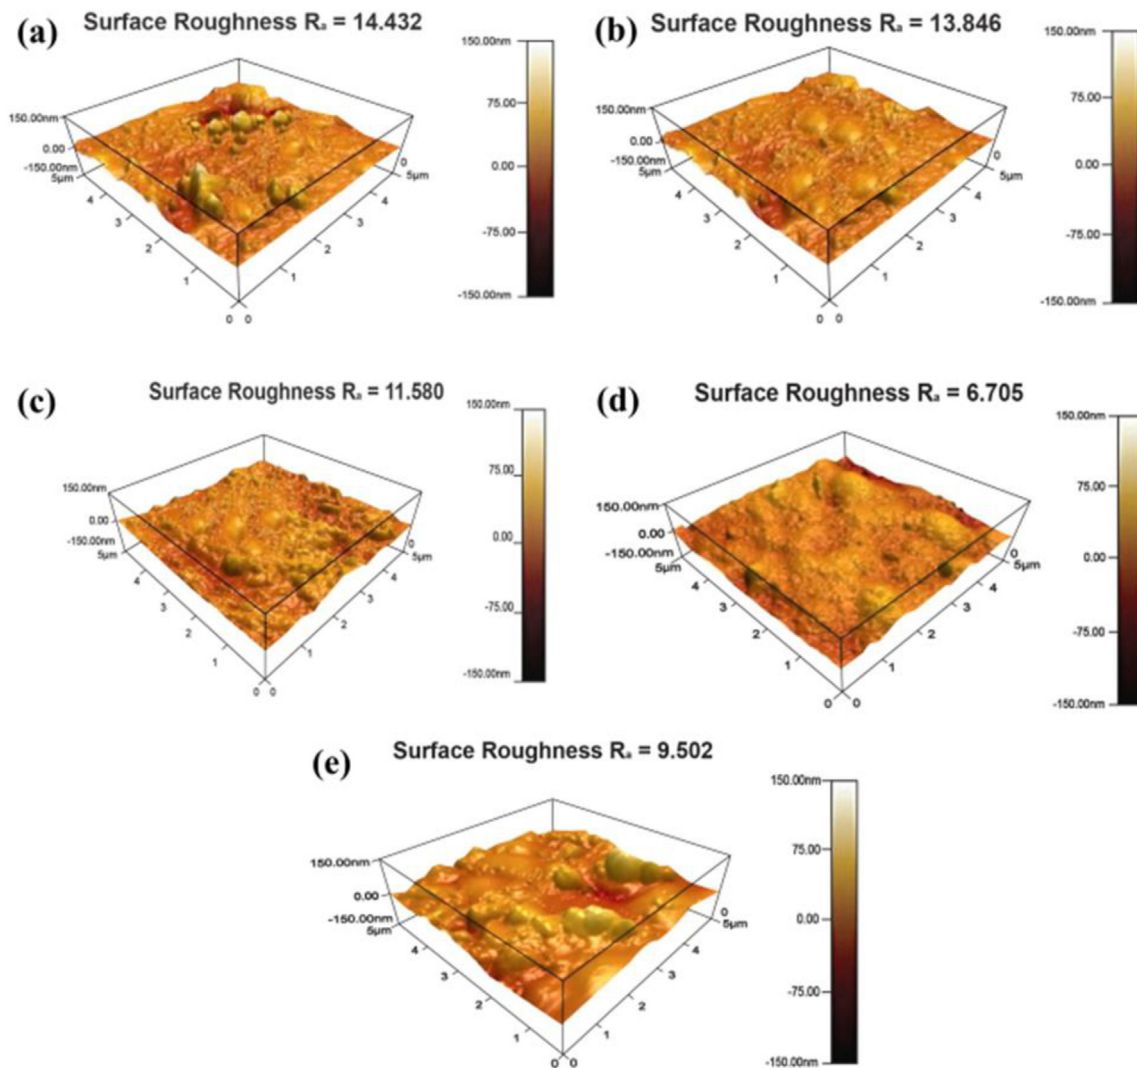 (a)
Surface Roughness Rₐ = 14.432
150.00nm
0.00
-150.00nm
5µm
4
3
2
1
0 0
1
2
3
4
5µm
0
150.00nm
75.00
0.00
-75.00
-150.00nm
(b)
Surface Roughness Rₐ = 13.846
150.00nm
0.00
-150.00nm
5µm
4
3
2
1
0 0
1
2
3
4
5µm
0
150.00nm
75.00
0.00
-75.00
-150.00nm
(c)
Surface Roughness Rₐ = 11.580
150.00nm
0.00
-150.00nm
5µm
4
3
2
1
0 0
1
2
3
4
5µm
0
150.00nm
75.00
0.00
-75.00
-150.00nm
(d)
Surface Roughness Rₐ = 6.705
150.00nm
0.00
-150.00nm
5µm
4
3
2
1
0 0
1
2
3
4
5µm
0
150.00nm
75.00
0.00
-75.00
-150.00nm
(e)
Surface Roughness Rₐ = 9.502
150.00nm
0.00
-150.00nm
5µm
4
3
2
1
0 0
1
2
3
4
5µm
0
150.00nm
75.00
0.00
-75.00
-150.00nm